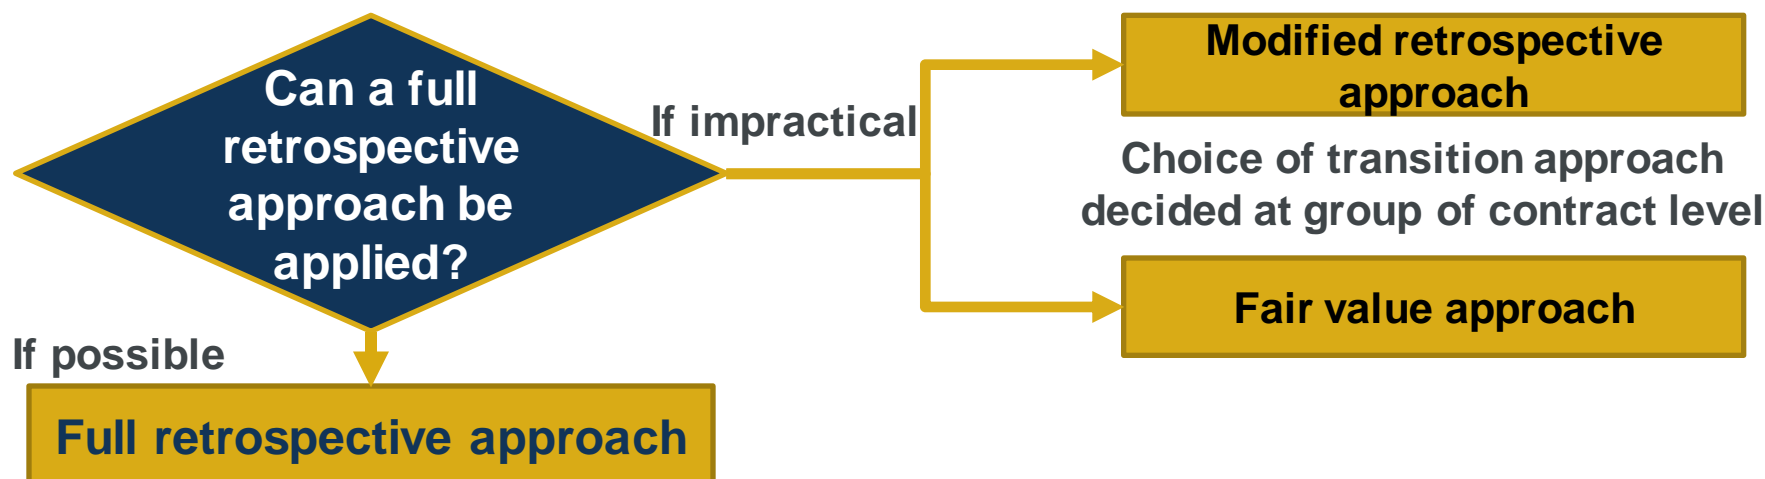 Can a full
retrospective
approach be
applied?
If impractical
Modified retrospective
approach
Choice of transition approach
decided at group of contract level
Fair value approach
If possible
Full retrospective approach